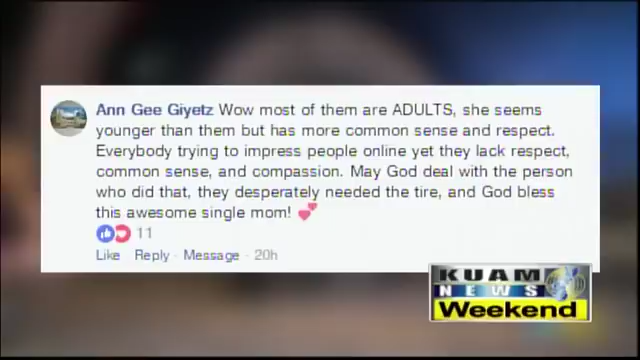 Ann Gee Giyetz Wow most of them are ADULTS, she seems
younger than them but has more common sense and respect.
Everybody trying to impress people online yet they lack respect,
common sense, and compassion. May God deal with the person
who did that, they desperately needed the tire, and God bless
this awesome single mom! 💕
11
Like · Reply · Message · 20h
KUAM
NEWS
Weekend